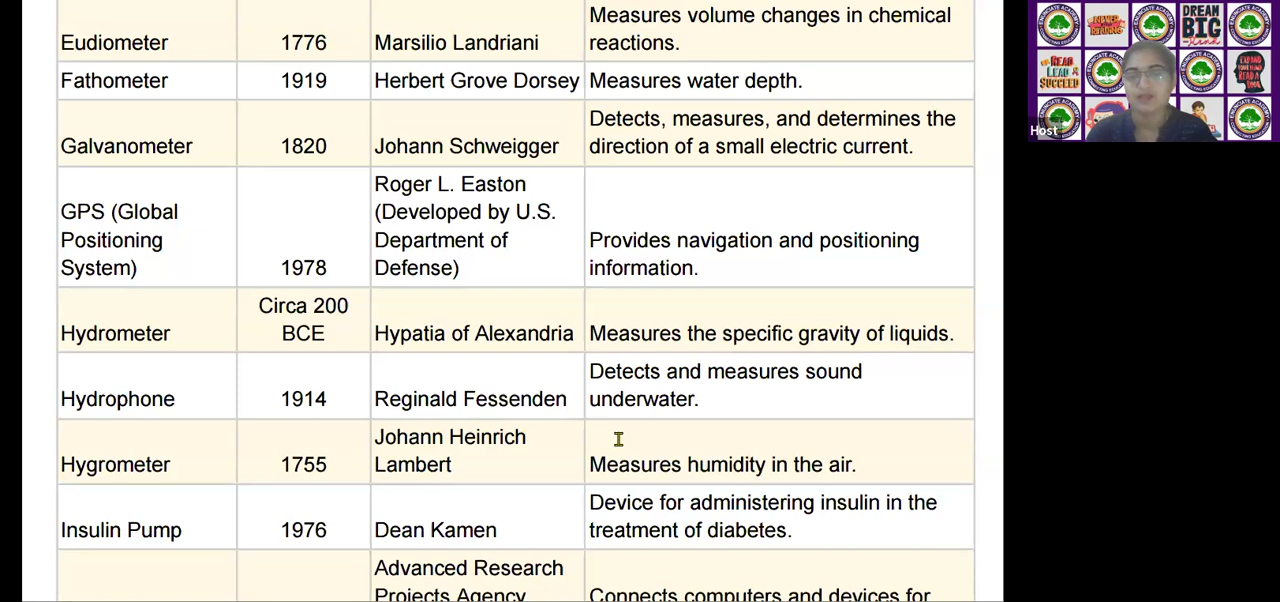 Measures volume changes in chemical
Eudiometer 1776 Marsilio Landriani reactions.
Fathometer 1919 Herbert Grove Dorsey Measures water depth.
Detects, measures, and determines the
Galvanometer 1820 Johann Schweigger direction of a small electric current.
Roger L. Easton
GPS (Global (Developed by U.S.
Positioning Department of Provides navigation and positioning
System) 1978 Defense) information.
Circa 200
Hydrometer BCE Hypatia of Alexandria Measures the specific gravity of liquids.
Detects and measures sound
Hydrophone 1914 Reginald Fessenden underwater.
Johann Heinrich
Hygrometer 1755 Lambert Measures humidity in the air.
Device for administering insulin in the
Insulin Pump 1976 Dean Kamen treatment of diabetes.
Advanced Research
Projects Agency Connects computers and devices for
DREAM
BIG
READ
LEAD
SUCCEED
Host